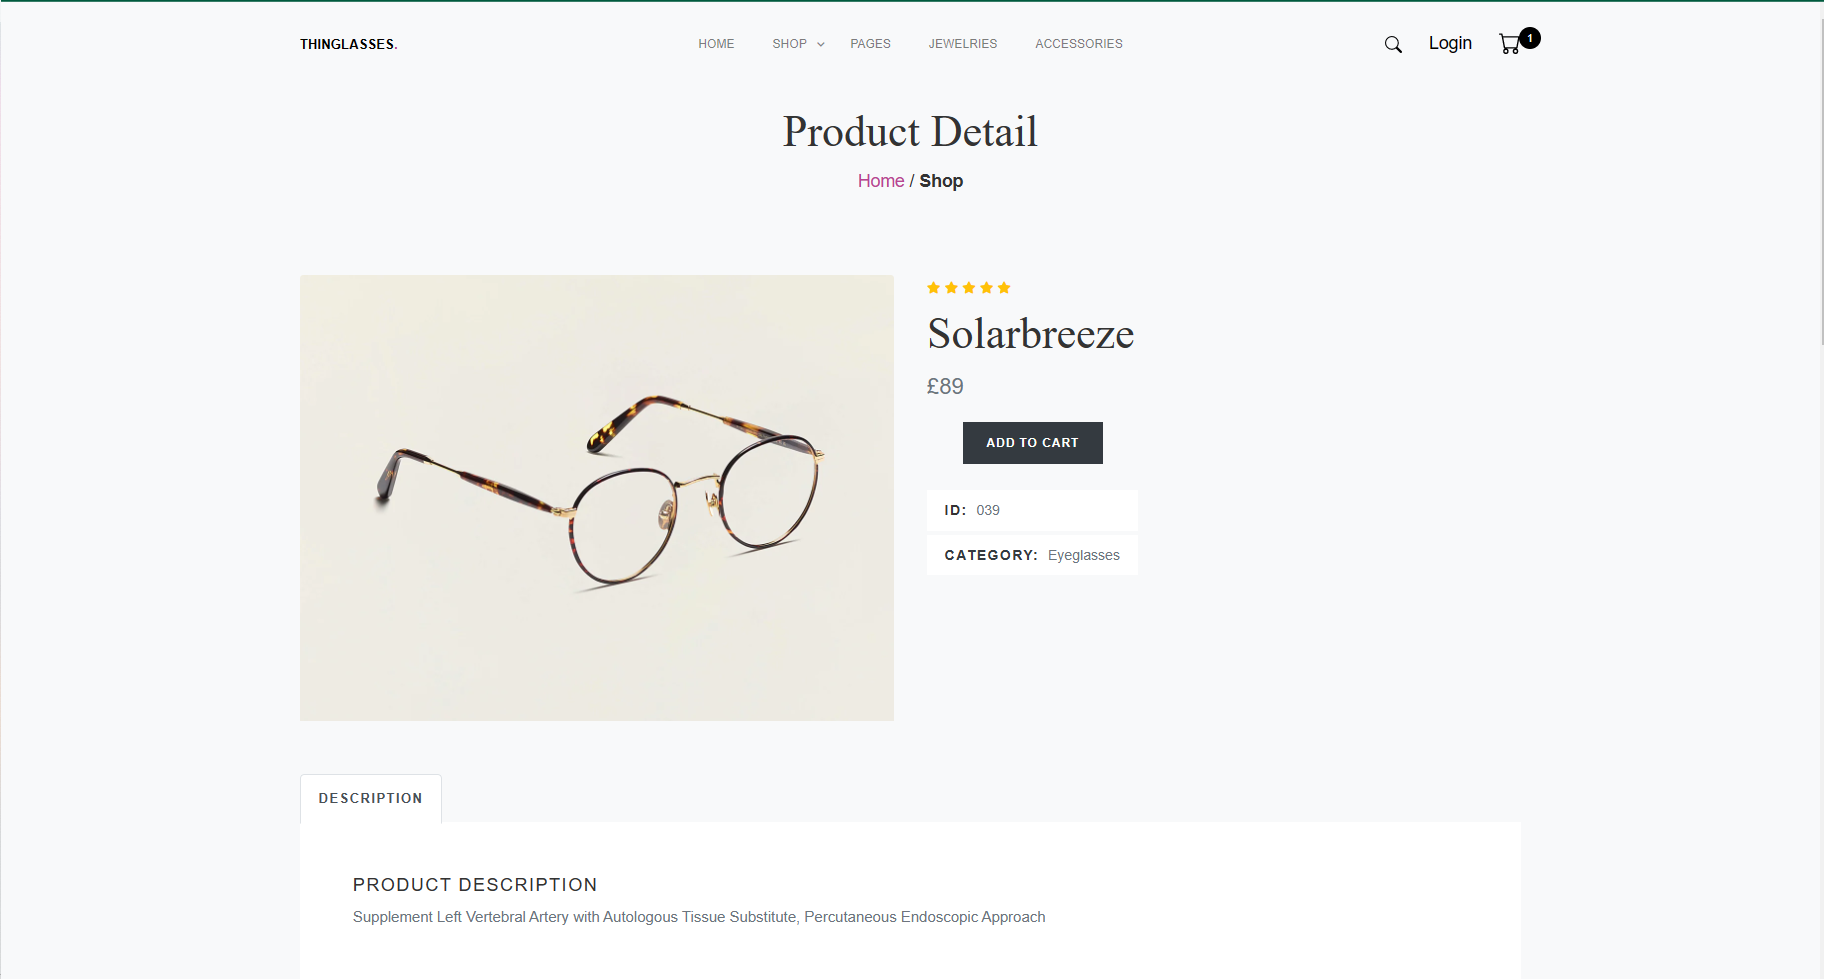 THINGLASSES.
HOME SHOP PAGES JEWELRIES ACCESSORIES
Login
1
Product Detail
Home / Shop
Solarbreeze
£89
ADD TO CART
ID: 039
CATEGORY: Eyeglasses
DESCRIPTION
PRODUCT DESCRIPTION
Supplement Left Vertebral Artery with Autologous Tissue Substitute, Percutaneous Endoscopic Approach